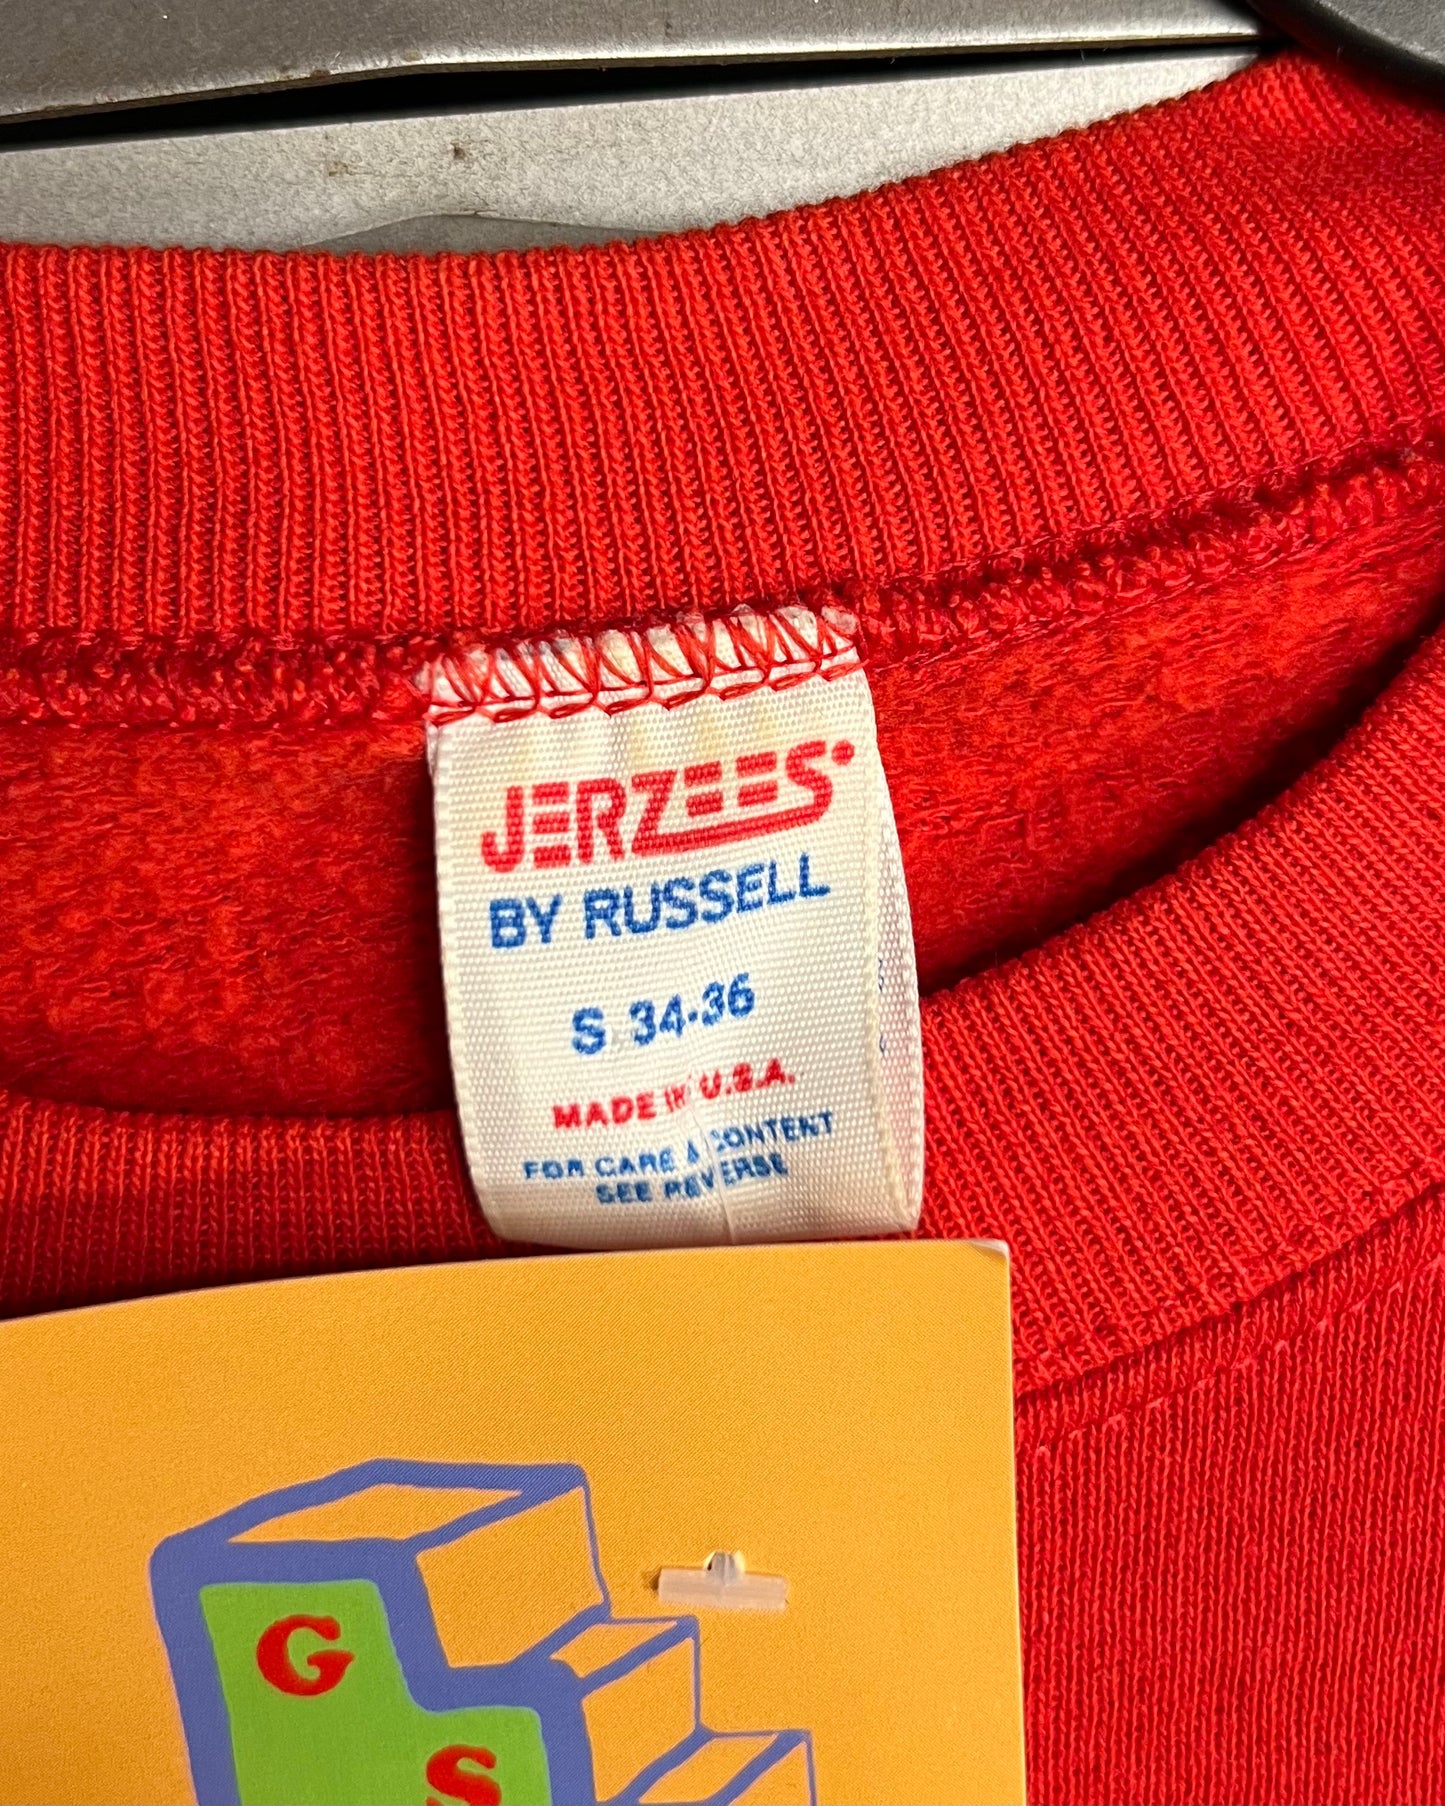 JERZEES
BY RUSSELL
S 34-36
MADE IN U.S.A.
FOR CARE & CONTENT
SEE REVERSE
G
S